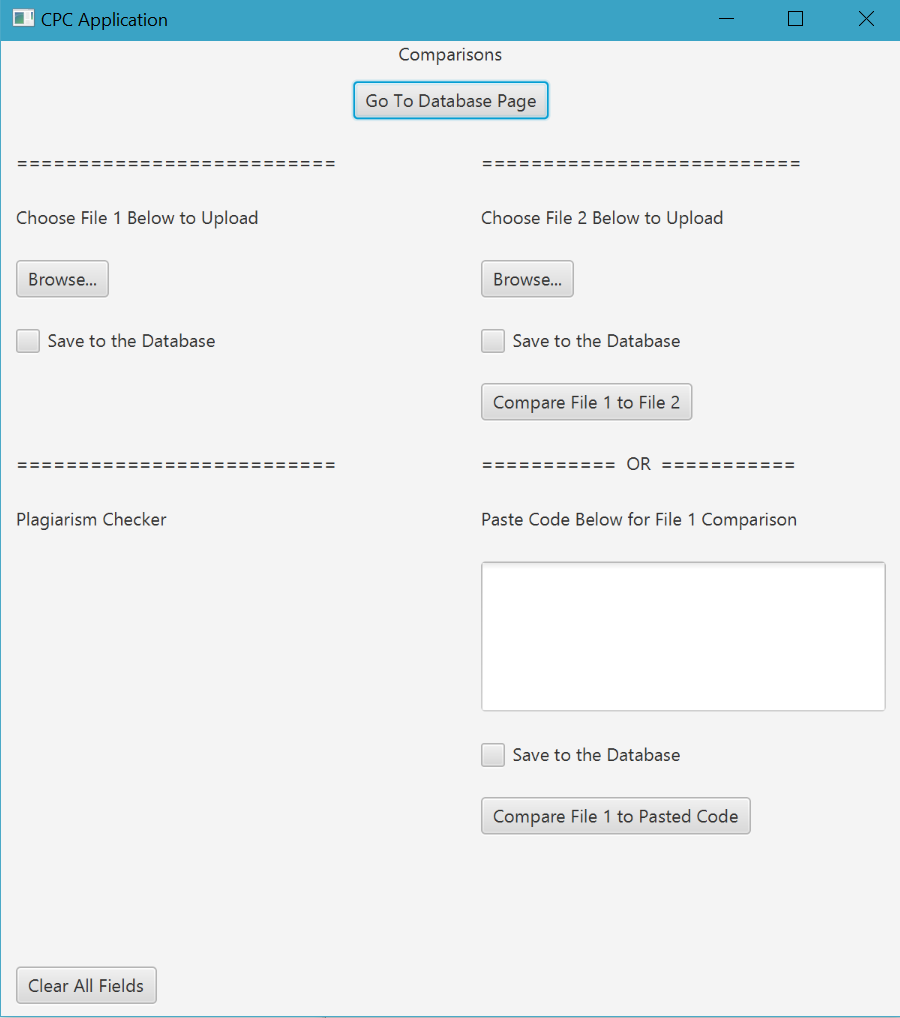 CPC Application
Comparisons
Go To Database Page
==========================
Choose File 1 Below to Upload
Browse...
Save to the Database
==========================
Choose File 2 Below to Upload
Browse...
Save to the Database
Compare File 1 to File 2
==========================
Plagiarism Checker
=========== OR ===========
Paste Code Below for File 1 Comparison
Save to the Database
Compare File 1 to Pasted Code
Clear All Fields